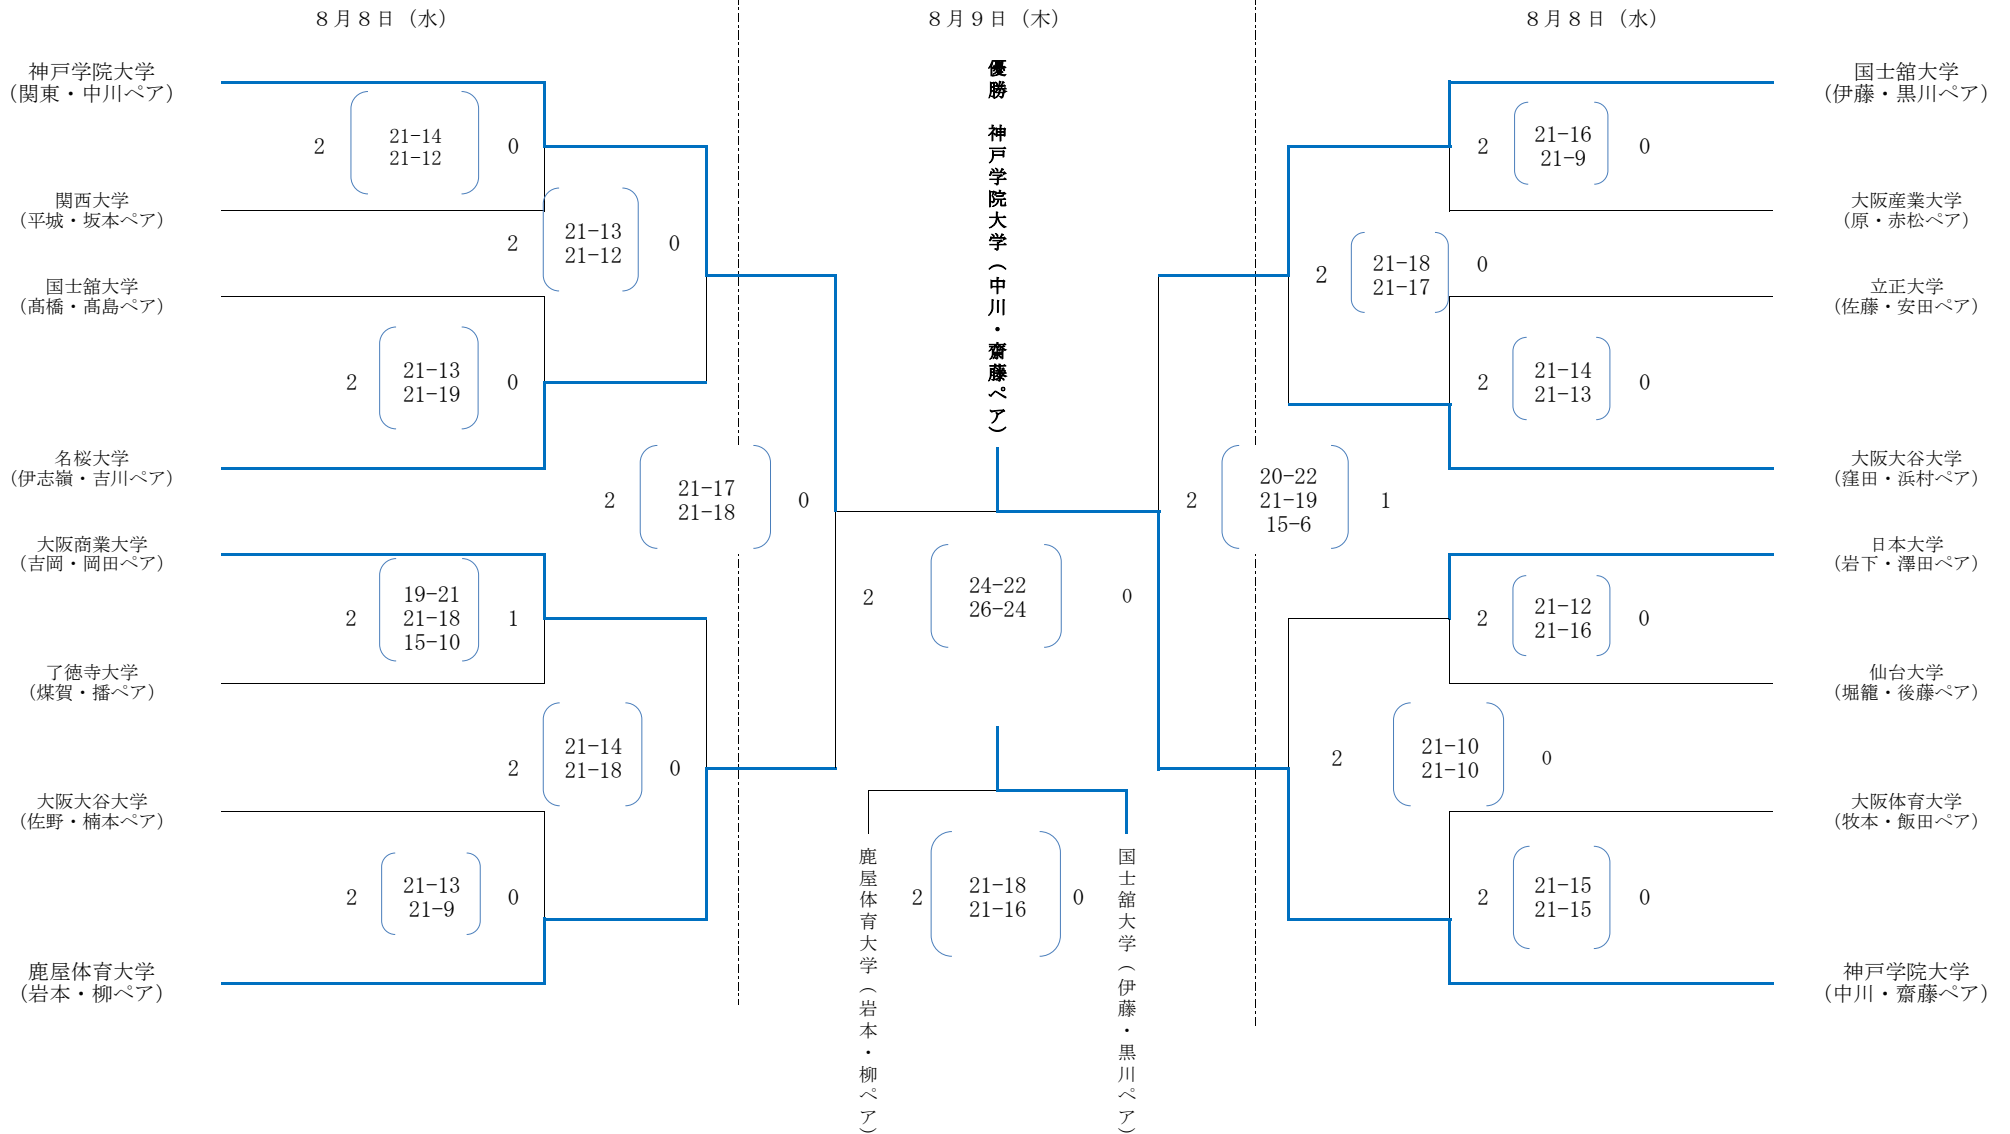 ８月８日（水）
８月９日（木）
８月８日（水）
神戸学院大学
（関東・中川ペア）
2
21−14
21−12
0
関西大学
（平城・坂本ペア）
2
21−13
21−12
0
国士舘大学
（髙橋・髙島ペア）
2
21−13
21−19
0
名桜大学
（伊志嶺・吉川ペア）
2
21−17
21−18
0
大阪商業大学
（吉岡・岡田ペア）
2
19−21
21−18
15−10
1
了徳寺大学
（煤賀・播ペア）
2
21−14
21−18
0
大阪大谷大学
（佐野・楠本ペア）
2
21−13
21−9
0
鹿屋体育大学
（岩本・柳ペア）
優勝　神戸学院大学（中川・齋藤ペア）
2
24−22
26−24
0
鹿屋体育大学（岩本・柳ペア）
2
21−18
21−16
0
国士舘大学（伊藤・黒川ペア）
国士舘大学
（伊藤・黒川ペア）
2
21−16
21−9
0
大阪産業大学
（原・赤松ペア）
2
21−18
21−17
0
立正大学
（佐藤・安田ペア）
2
21−14
21−13
0
大阪大谷大学
（窪田・浜村ペア）
2
20−22
21−19
15−6
1
日本大学
（岩下・澤田ペア）
2
21−12
21−16
0
仙台大学
（堀籠・後藤ペア）
2
21−10
21−10
0
大阪体育大学
（牧本・飯田ペア）
2
21−15
21−15
0
神戸学院大学
（中川・齋藤ペア）